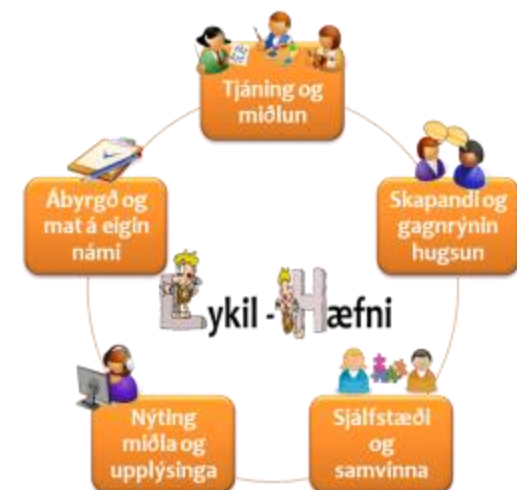 Tjáning og
miðlun
Ábyrgð og
mat á eigin
námi
Skapandi og
gagnrýnin
hugsun
Lykil - Hæfni
Nýting
miðla og
upplýsinga
Sjálfstæði
og
samvinna